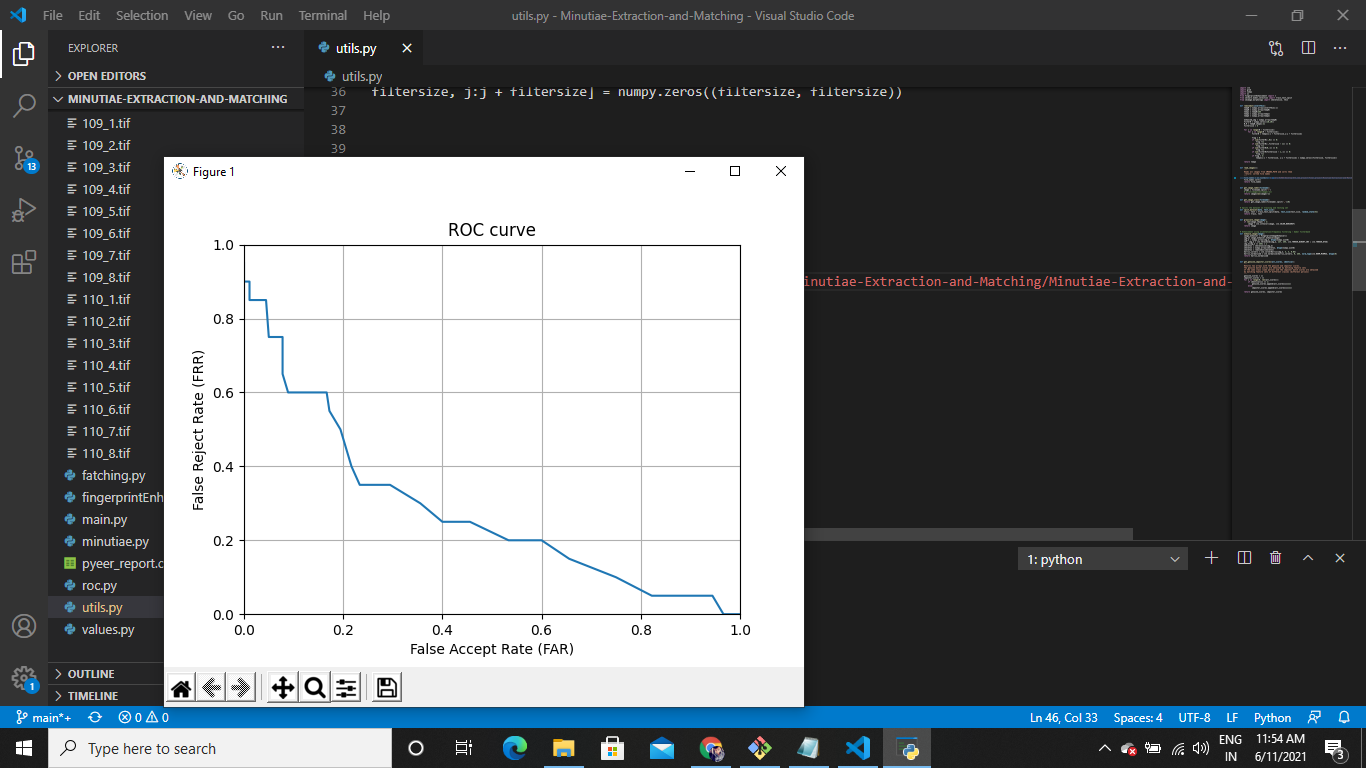 File Edit Selection View Go Run Terminal Help utils.py - Minutiae-Extraction-and-Matching - Visual Studio Code
EXPLORER
OPEN EDITORS
MINUTIAE-EXTRACTION-AND-MATCHING
109_1.tif
109_2.tif
109_3.tif
109_4.tif
109_5.tif
109_6.tif
109_7.tif
109_8.tif
110_1.tif
110_2.tif
110_3.tif
110_4.tif
110_5.tif
110_6.tif
110_7.tif
110_8.tif
fatching.py
fingerprintEnh
main.py
minutiae.py
pyeer_report.c
roc.py
utils.py
values.py
OUTLINE
TIMELINE
13
1
utils.py
utils.py
36 filtersize, j:j + filtersize] = numpy.zeros((filtersize, filtersize))
37
38
39
inutiae-Extraction-and-Matching/Minutiae-Extraction-and-
Figure 1
ROC curve
1.0
0.8
0.6
0.4
0.2
0.0
False Reject Rate (FRR)
0.0 0.2 0.4 0.6 0.8 1.0
False Accept Rate (FAR)
1: python
main*+ 0 0 Ln 46, Col 33 Spaces: 4 UTF-8 LF Python
Type here to search
ENG
IN
11:54 AM
6/11/2021
3